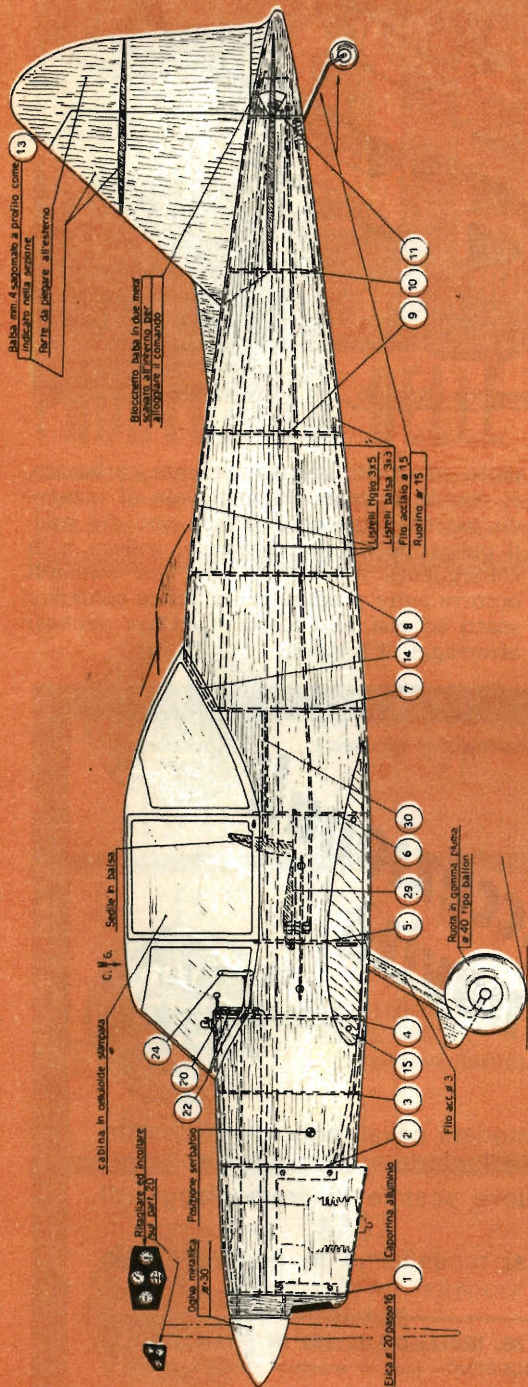 Balsa mm. 4 sagomato a profilo come
indicato nella sezione
Parte da piegare all'esterno
13
Blocchetto balsa in due mezzi
scavato all'interno per
alloggiare il comando
11
10
9
Listelli tiglio 3x5
Listelli balsa 3x3
Filo acciaio ø 1,5
Ruotino ø 15
8
14
7
Sedile in balsa
30
6
29
5
C. G.
cabina in celluloide stampata
24
20
22
4
15
3
2
Ruota in gomma piuma
ø 40 tipo ballon
Filo acc ø 3
Ritagliare ed incollare
sul part. 20
Posizione serbatoio
Ogiva metallica
ø 30
Capottina alluminio
1
Elica ø 20 passo 16